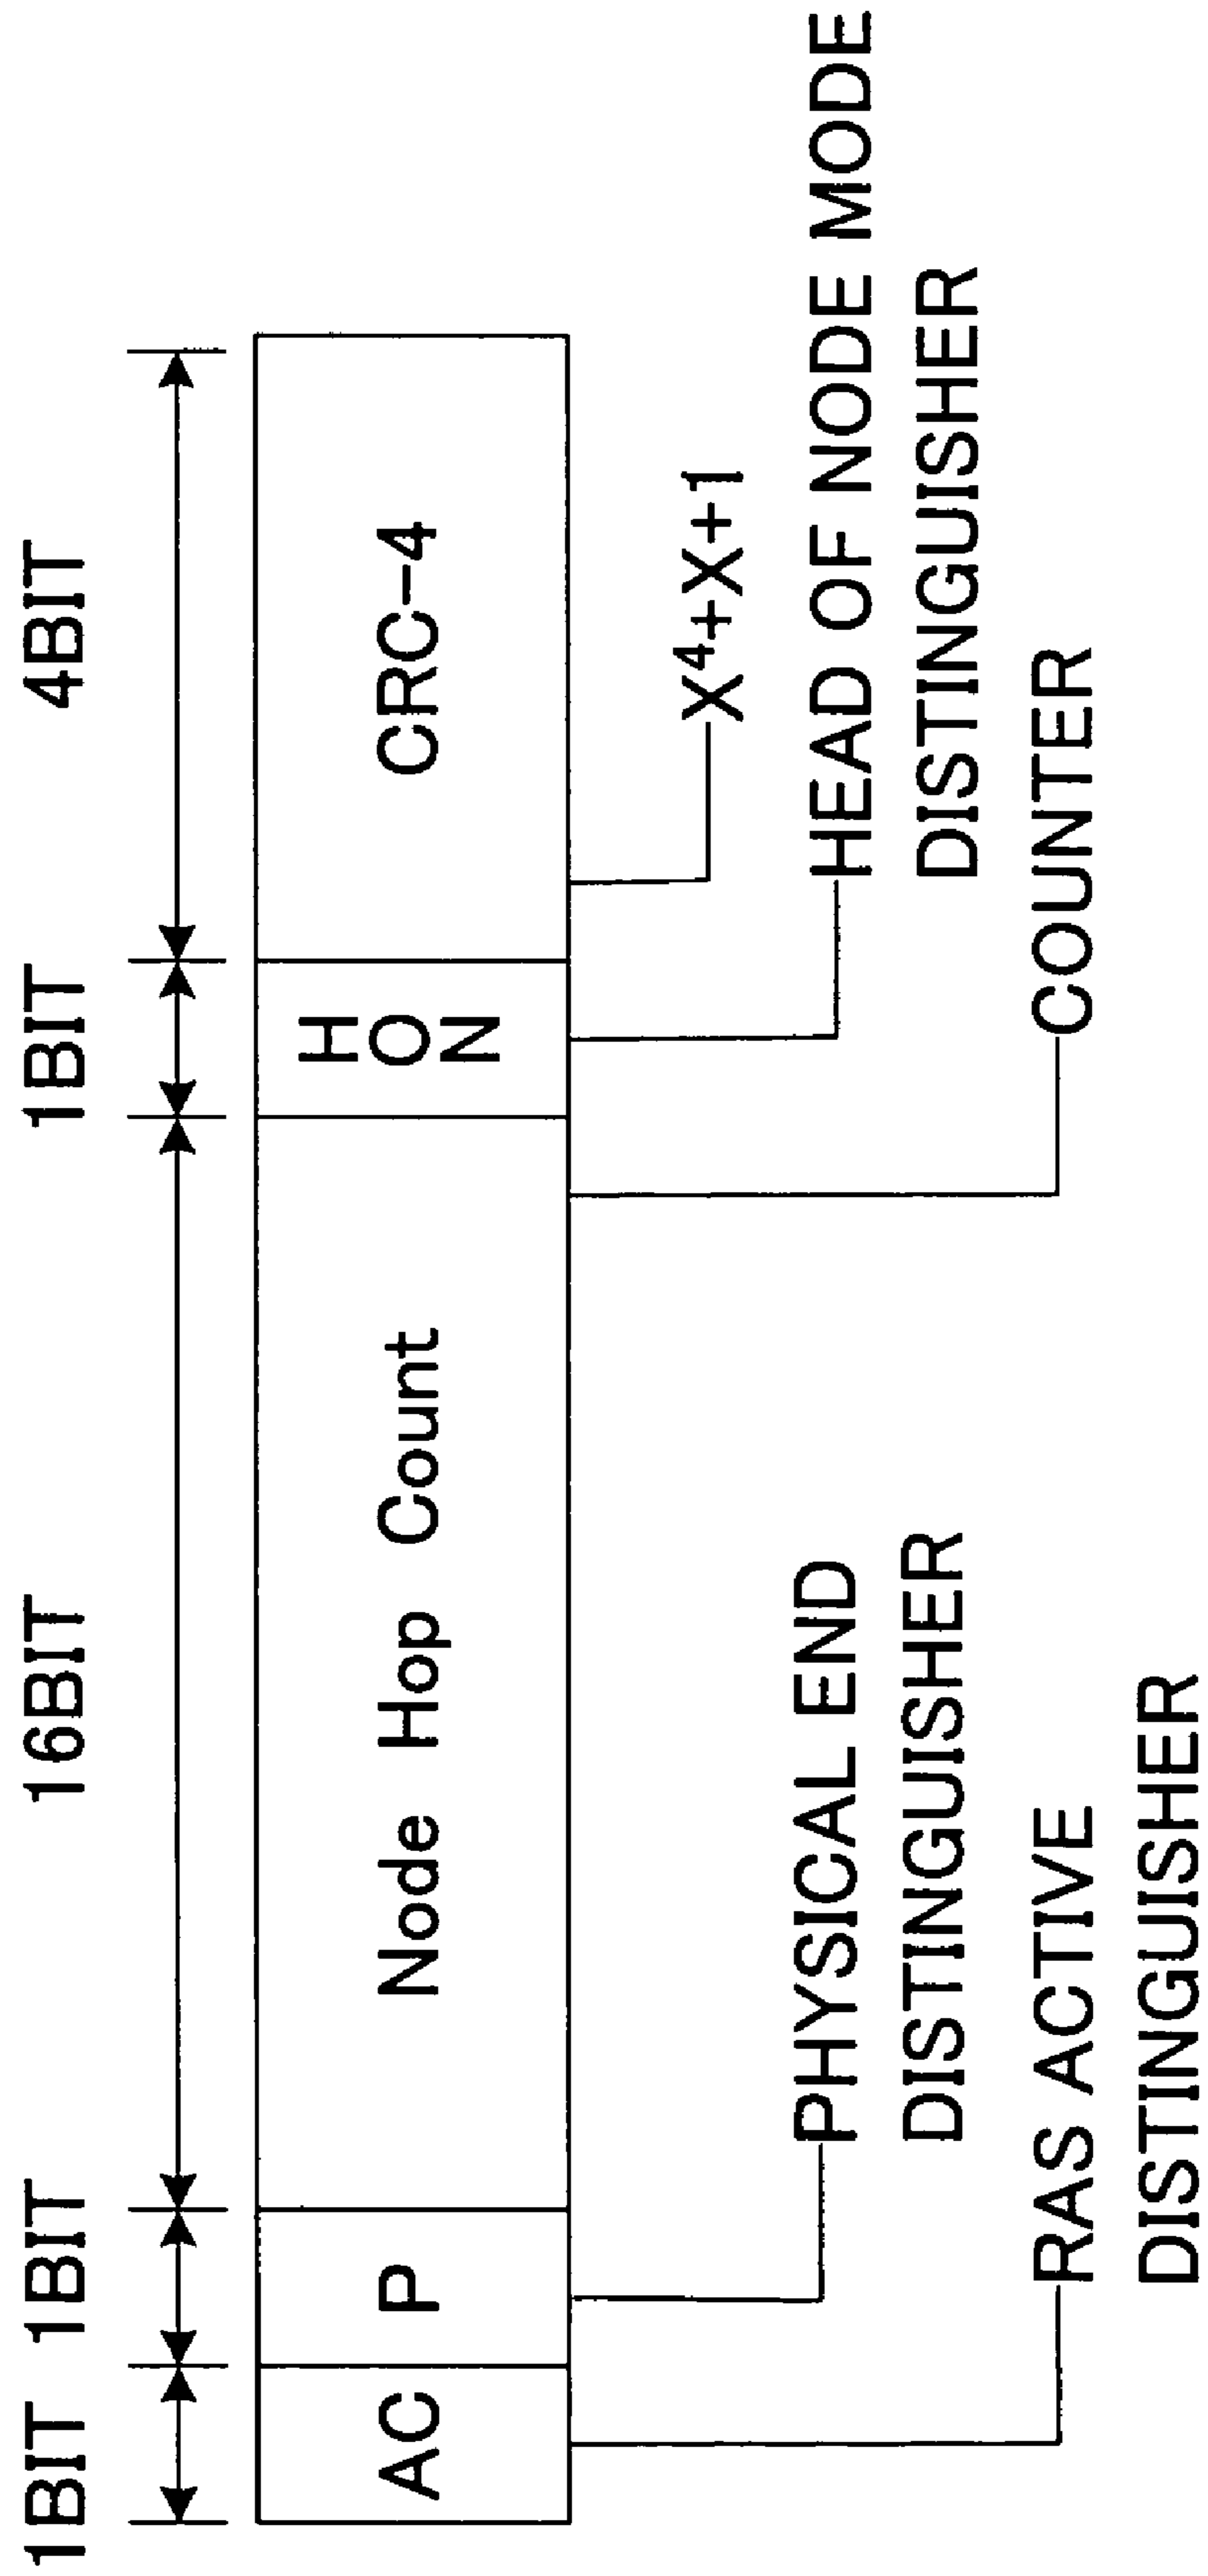 1BIT 1BIT 16BIT 1BIT 4BIT
AC P Node Hop Count HON CRC-4
X⁴+X+1
PHYSICAL END
DISTINGUISHER
HEAD OF NODE MODE
DISTINGUISHER
RAS ACTIVE
DISTINGUISHER
COUNTER